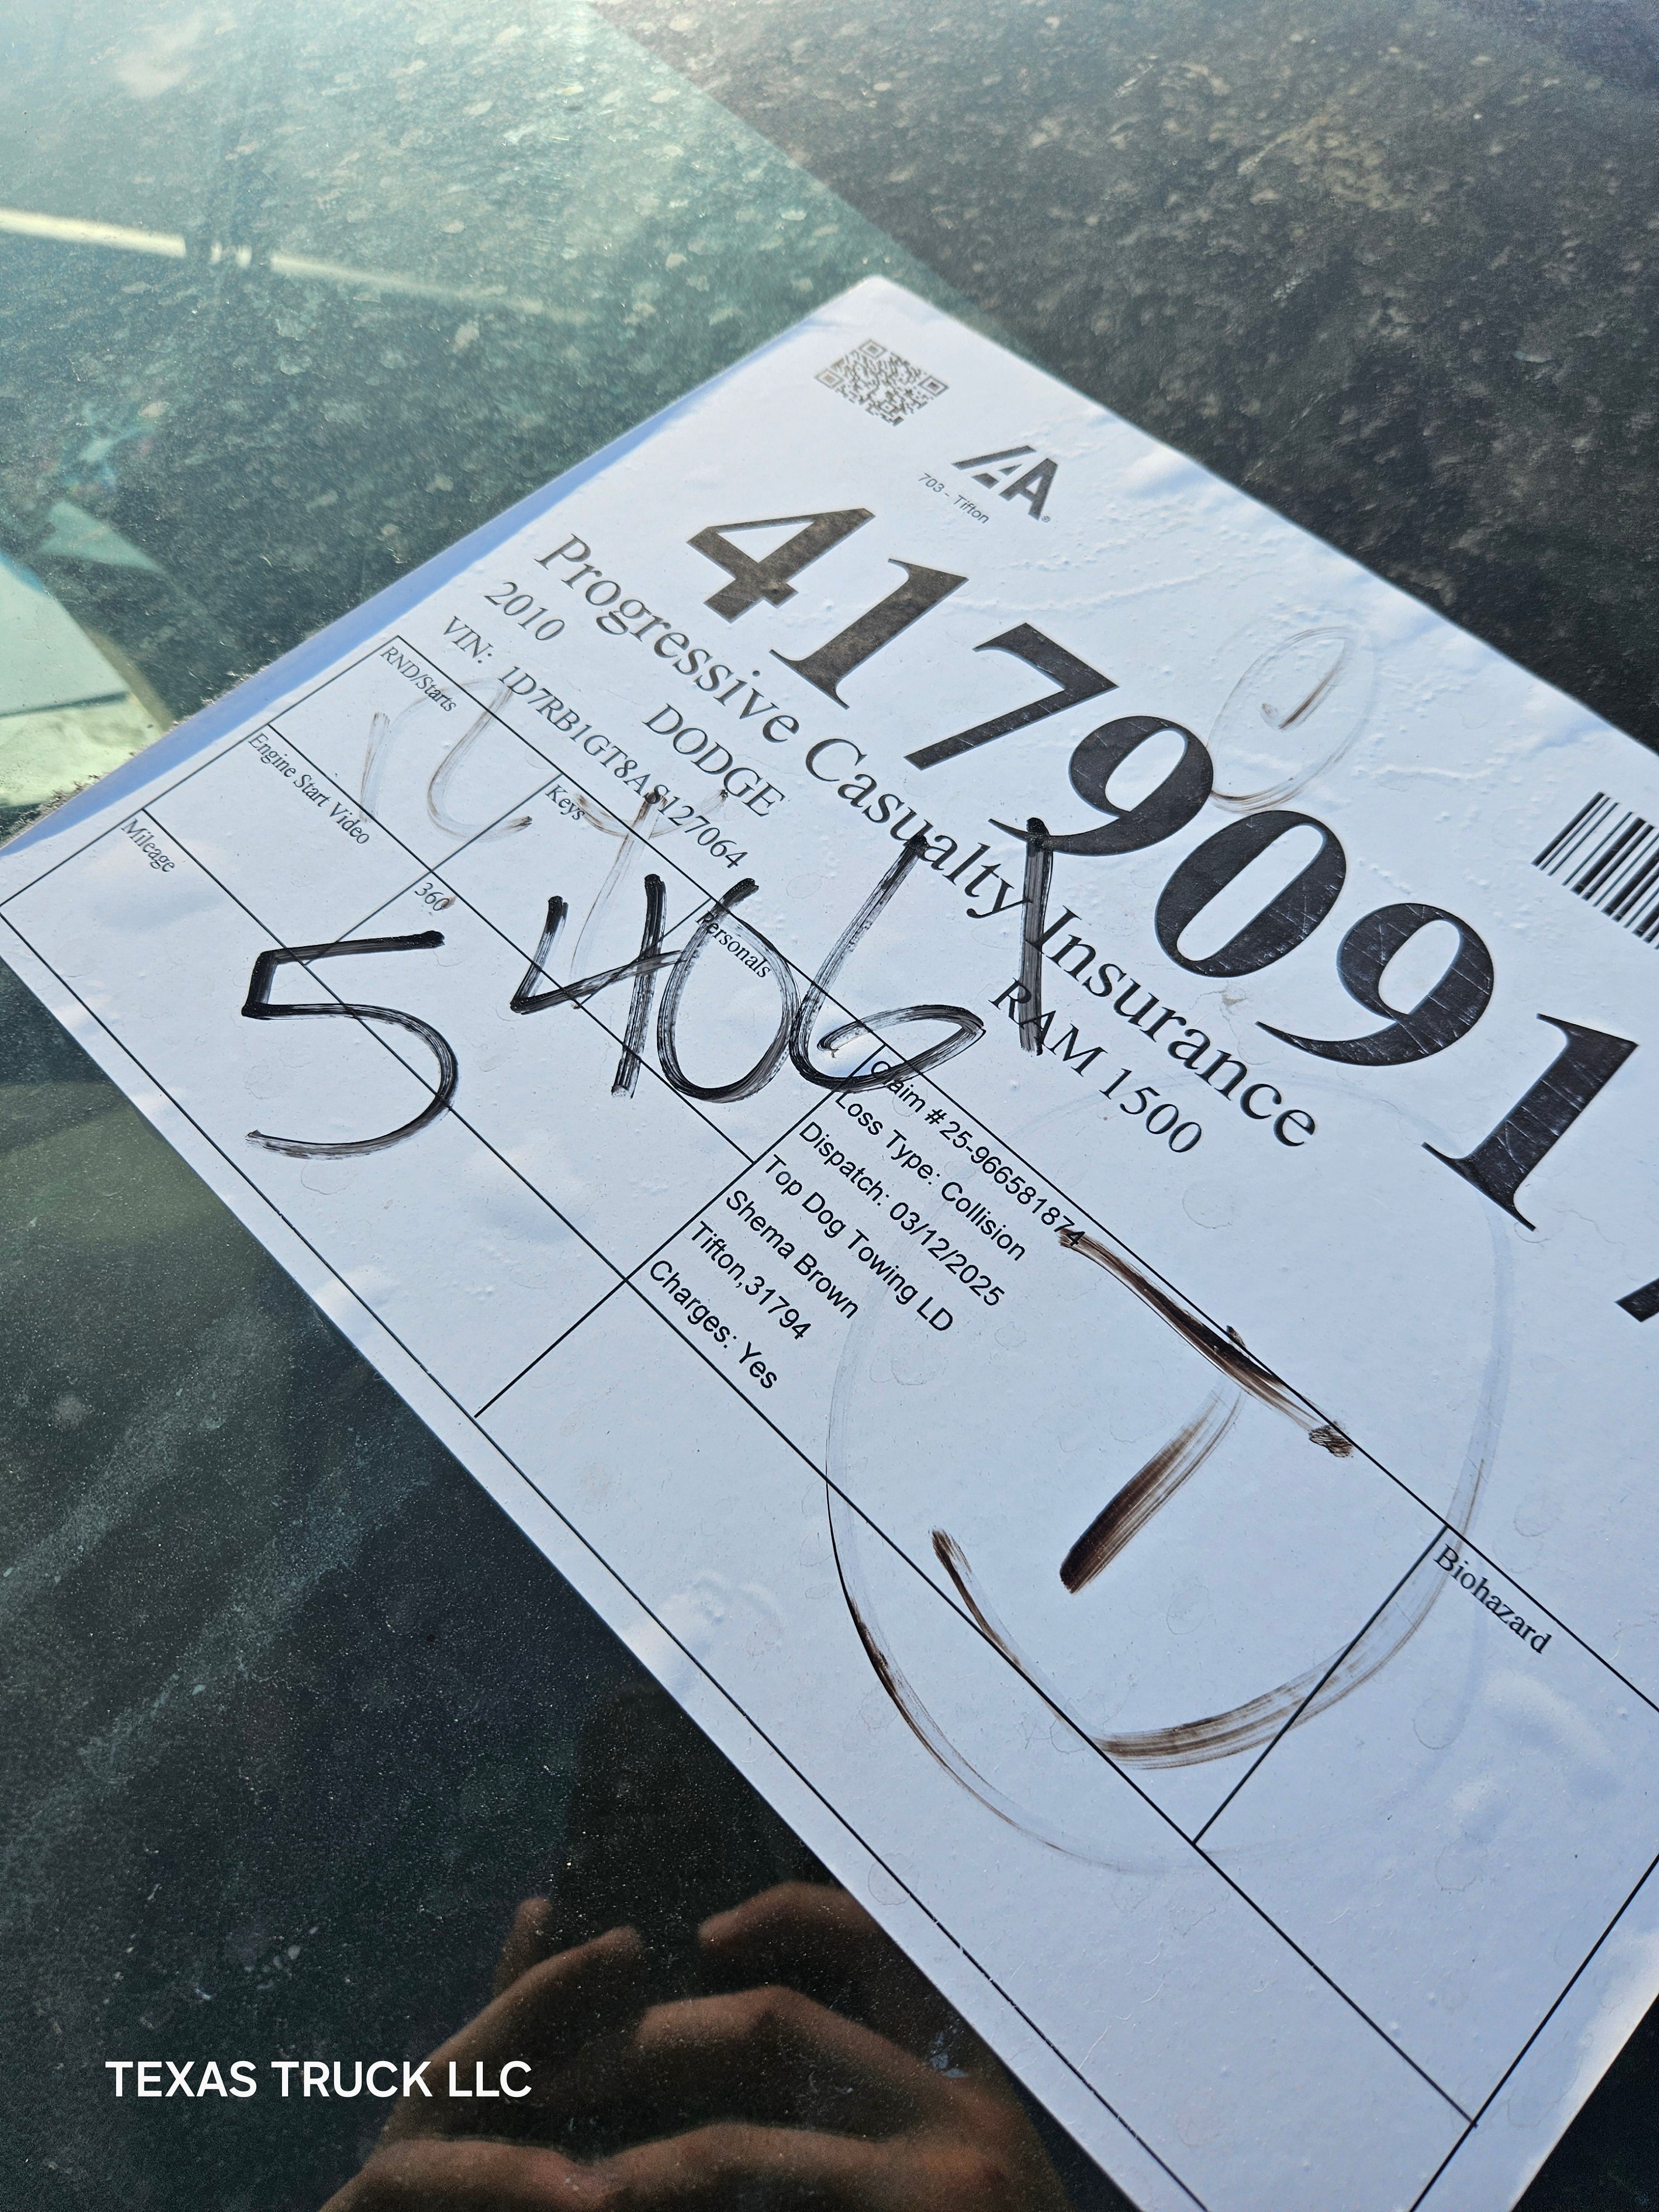 IAA
703 - Tifton
41790917
Progressive Casualty Insurance
2010 DODGE RAM 1500
VIN: 1D7RB1GT8AS127064
RND/Starts
Keys
Personals
Engine Start Video
360
Mileage
54061
Claim # 25-966581874
Loss Type: Collision
Dispatch: 03/12/2025
Top Dog Towing LD
Shema Brown
Tifton,31794
Charges: Yes
Biohazard
TEXAS TRUCK LLC